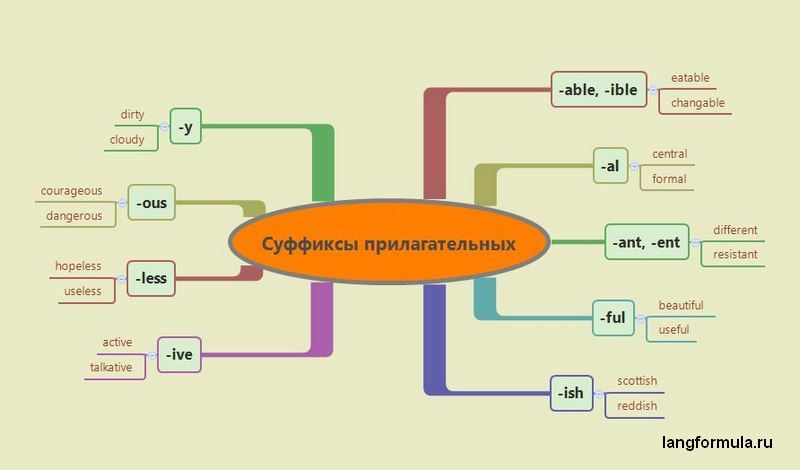 Суффиксы прилагательных
-able, -ible
eatable
changable
-al
central
formal
-ant, -ent
different
resistant
-ful
beautiful
useful
-ish
scottish
reddish
-y
dirty
cloudy
-ous
courageous
dangerous
-less
hopeless
useless
-ive
active
talkative
langformula.ru